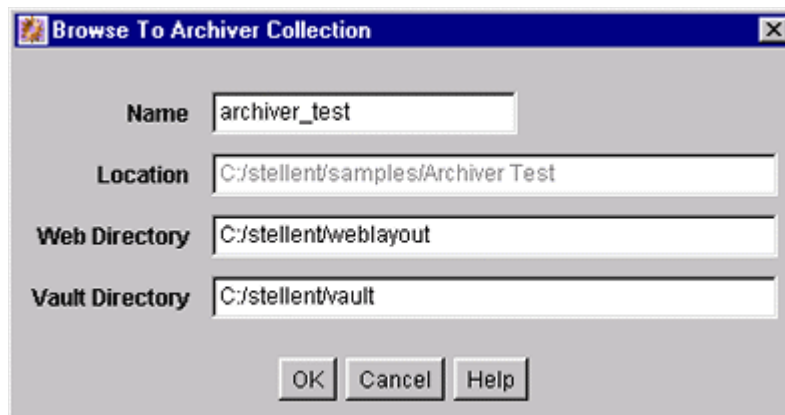 Browse To Archiver Collection
Name archiver_test
Location C:/stellent/samples/Archiver Test
Web Directory C:/stellent/weblayout
Vault Directory C:/stellent/vault
OK Cancel Help